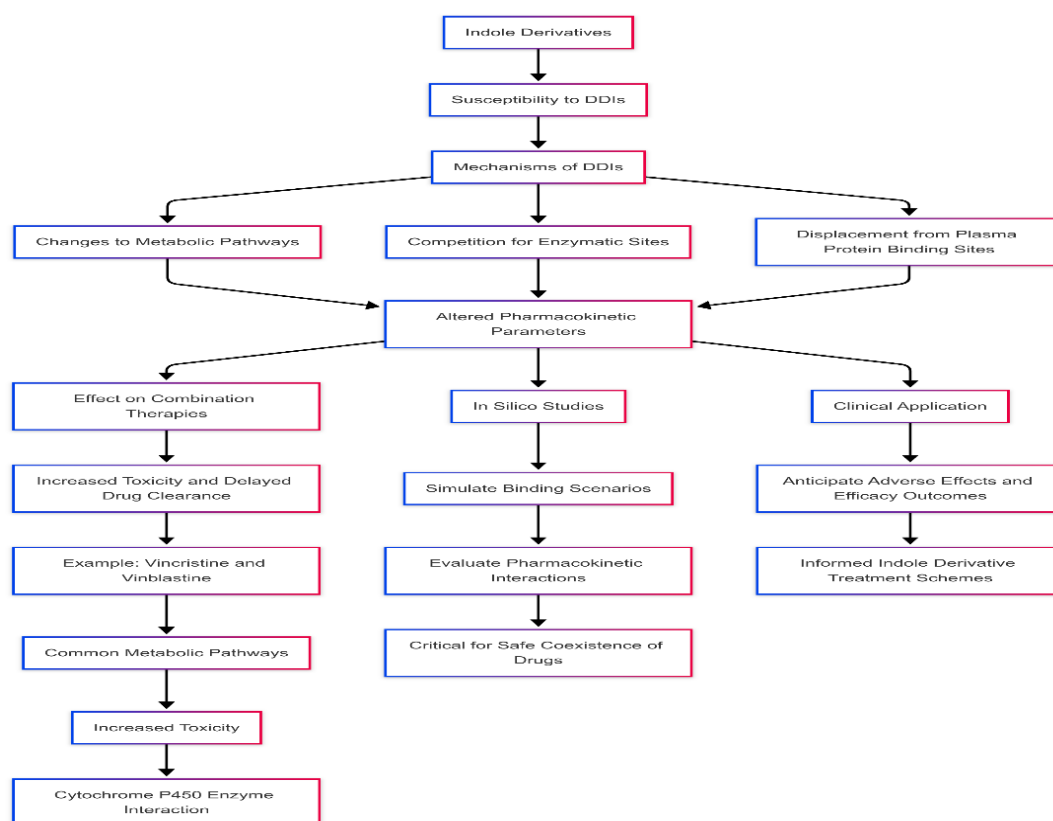 Indole Derivatives
Susceptibility to DDIs
Mechanisms of DDIs
Changes to Metabolic Pathways
Competition for Enzymatic Sites
Displacement from Plasma
Protein Binding Sites
Altered Pharmacokinetic
Parameters
Effect on Combination
Therapies
In Silico Studies
Clinical Application
Increased Toxicity and Delayed
Drug Clearance
Simulate Binding Scenarios
Anticipate Adverse Effects and
Efficacy Outcomes
Example: Vincristine and
Vinblastine
Evaluate Pharmacokinetic
Interactions
Informed Indole Derivative
Treatment Schemes
Common Metabolic Pathways
Critical for Safe Coexistence of
Drugs
Increased Toxicity
Cytochrome P450 Enzyme
Interaction